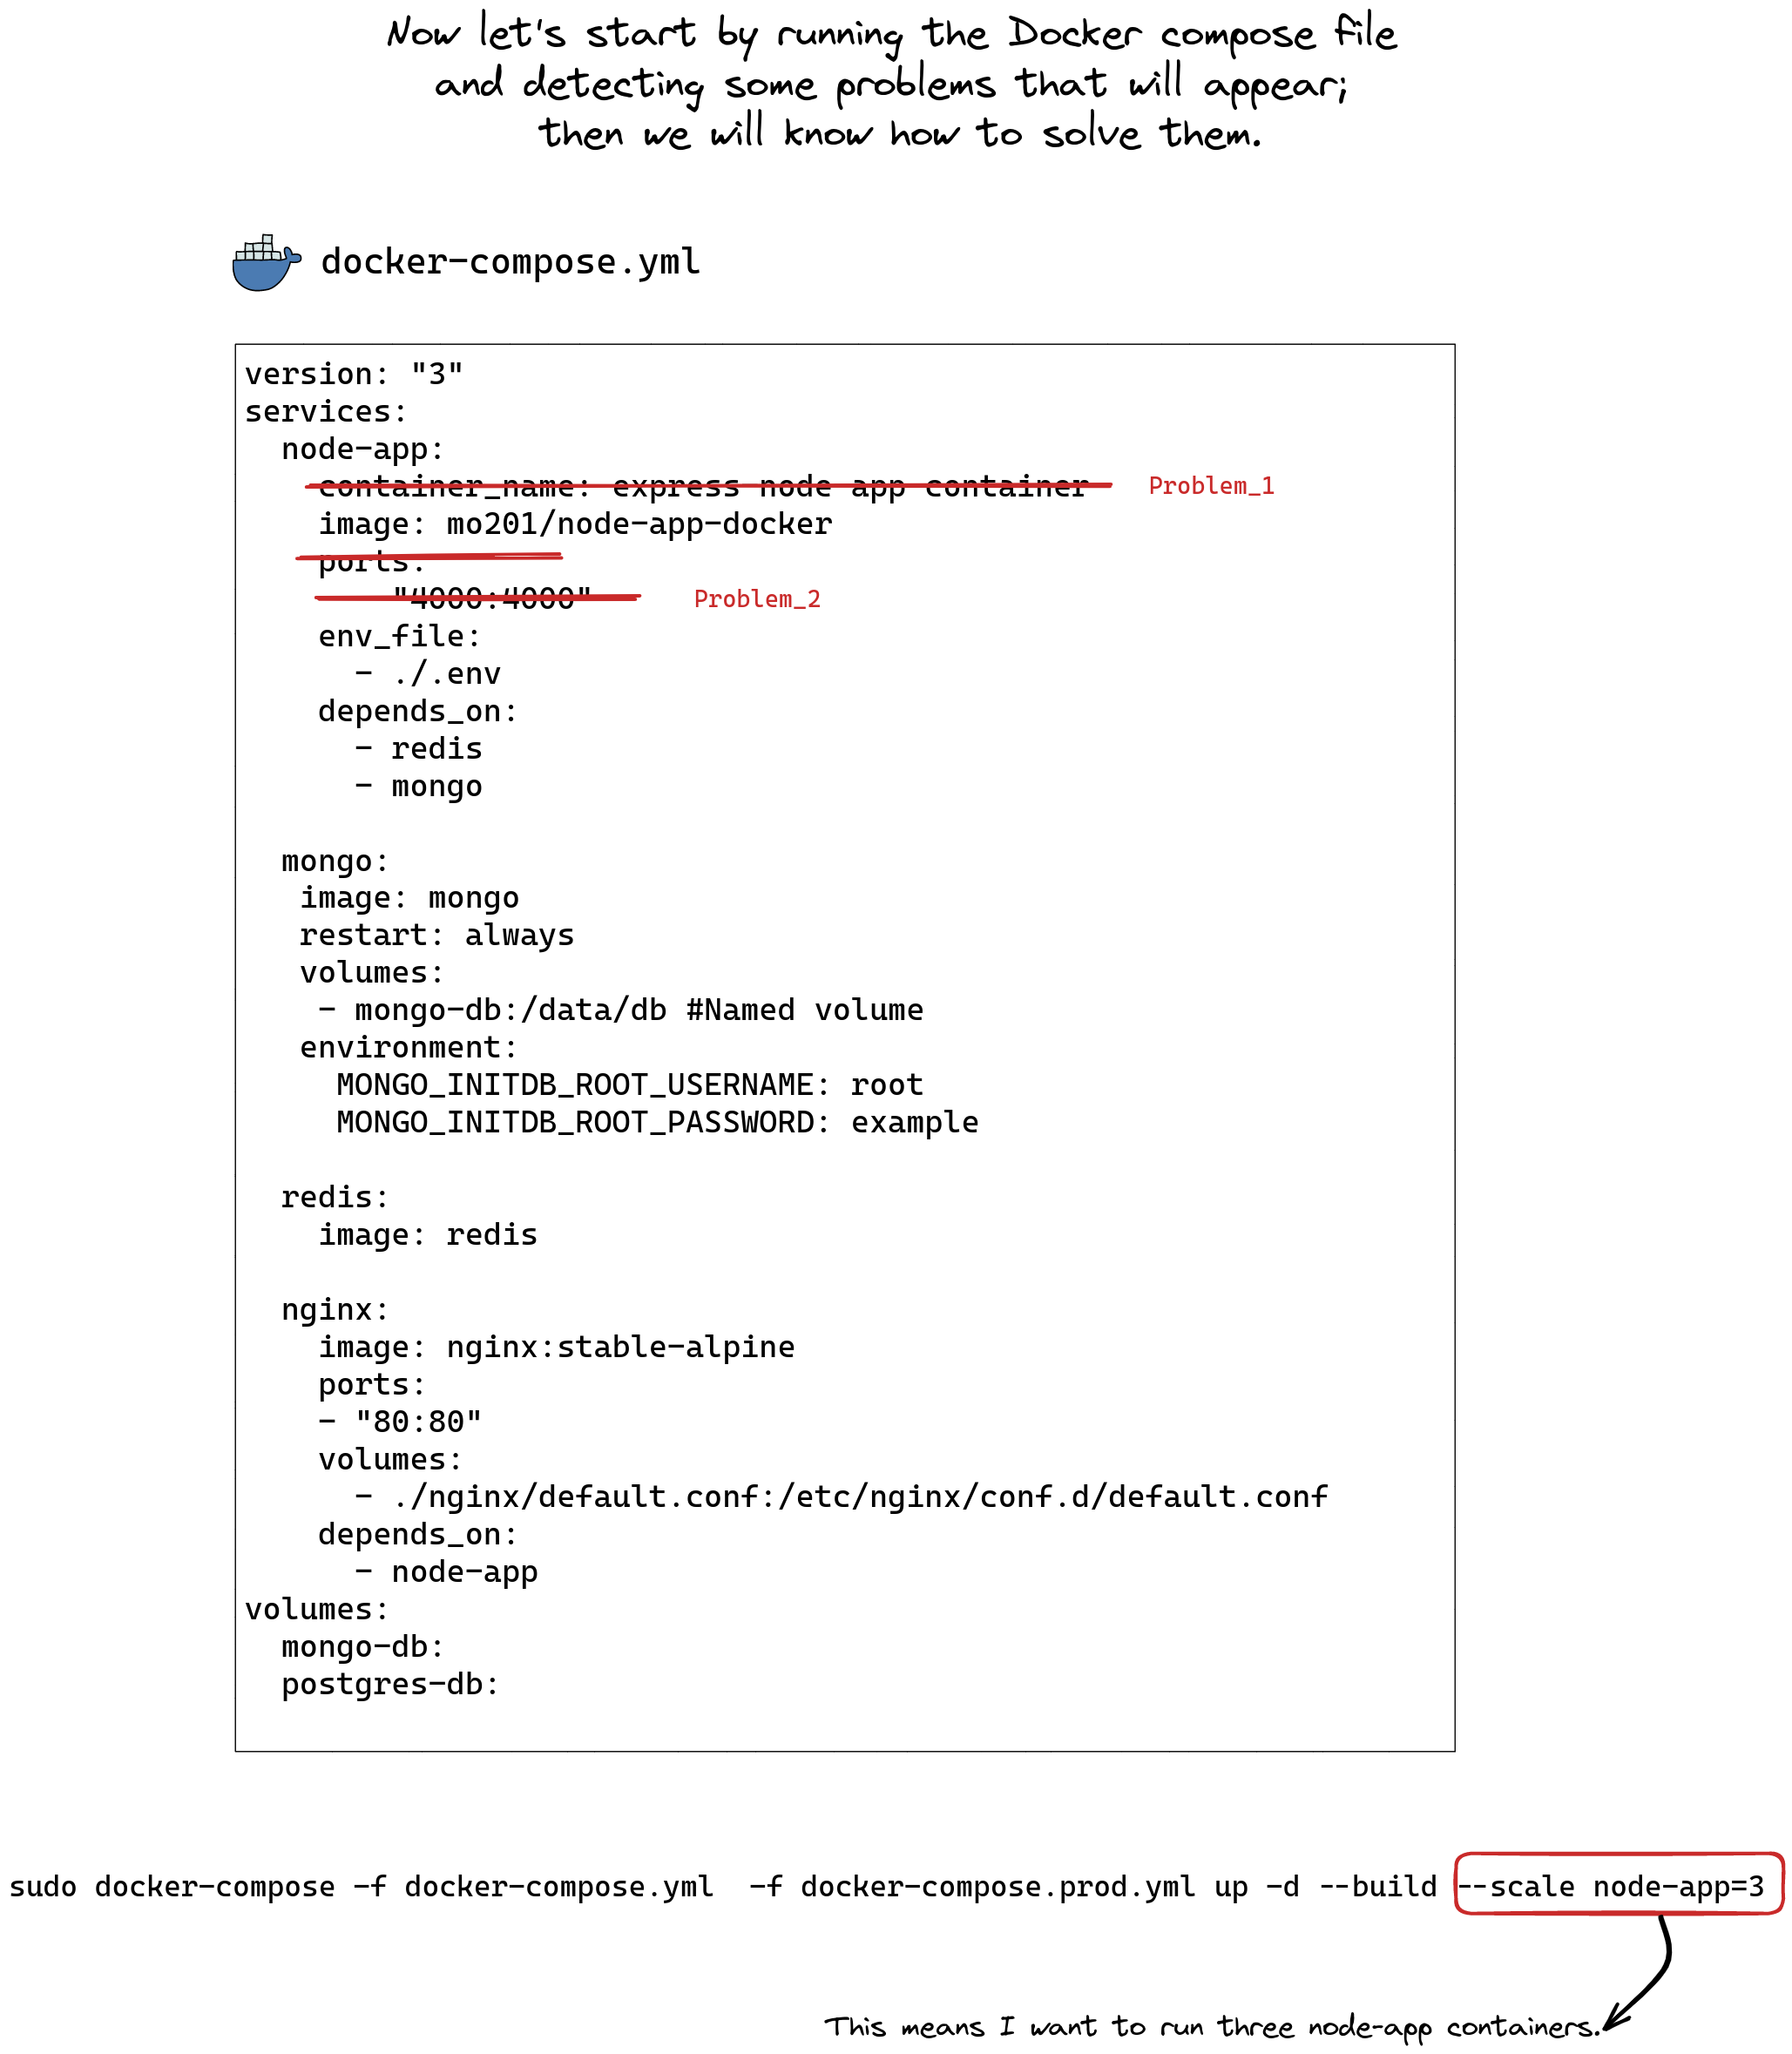 Now let's start by running the Docker compose file
and detecting some problems that will appear;
then we will know how to solve them.
docker-compose.yml
version: "3"
services:
  node-app:
    container_name: express node app container Problem_1
    image: mo201/node-app-docker
    ports:
      - "4000:4000" Problem_2
    env_file:
      - ./.env
    depends_on:
      - redis
      - mongo
  mongo:
   image: mongo
   restart: always
   volumes:
    - mongo-db:/data/db #Named volume
   environment:
     MONGO_INITDB_ROOT_USERNAME: root
     MONGO_INITDB_ROOT_PASSWORD: example
  redis:
    image: redis
  nginx:
    image: nginx:stable-alpine
    ports:
    - "80:80"
    volumes:
      - ./nginx/default.conf:/etc/nginx/conf.d/default.conf
    depends_on:
      - node-app
volumes:
  mongo-db:
  postgres-db:
sudo docker-compose -f docker-compose.yml  -f docker-compose.prod.yml up -d --build --scale node-app=3
This means I want to run three node-app containers.